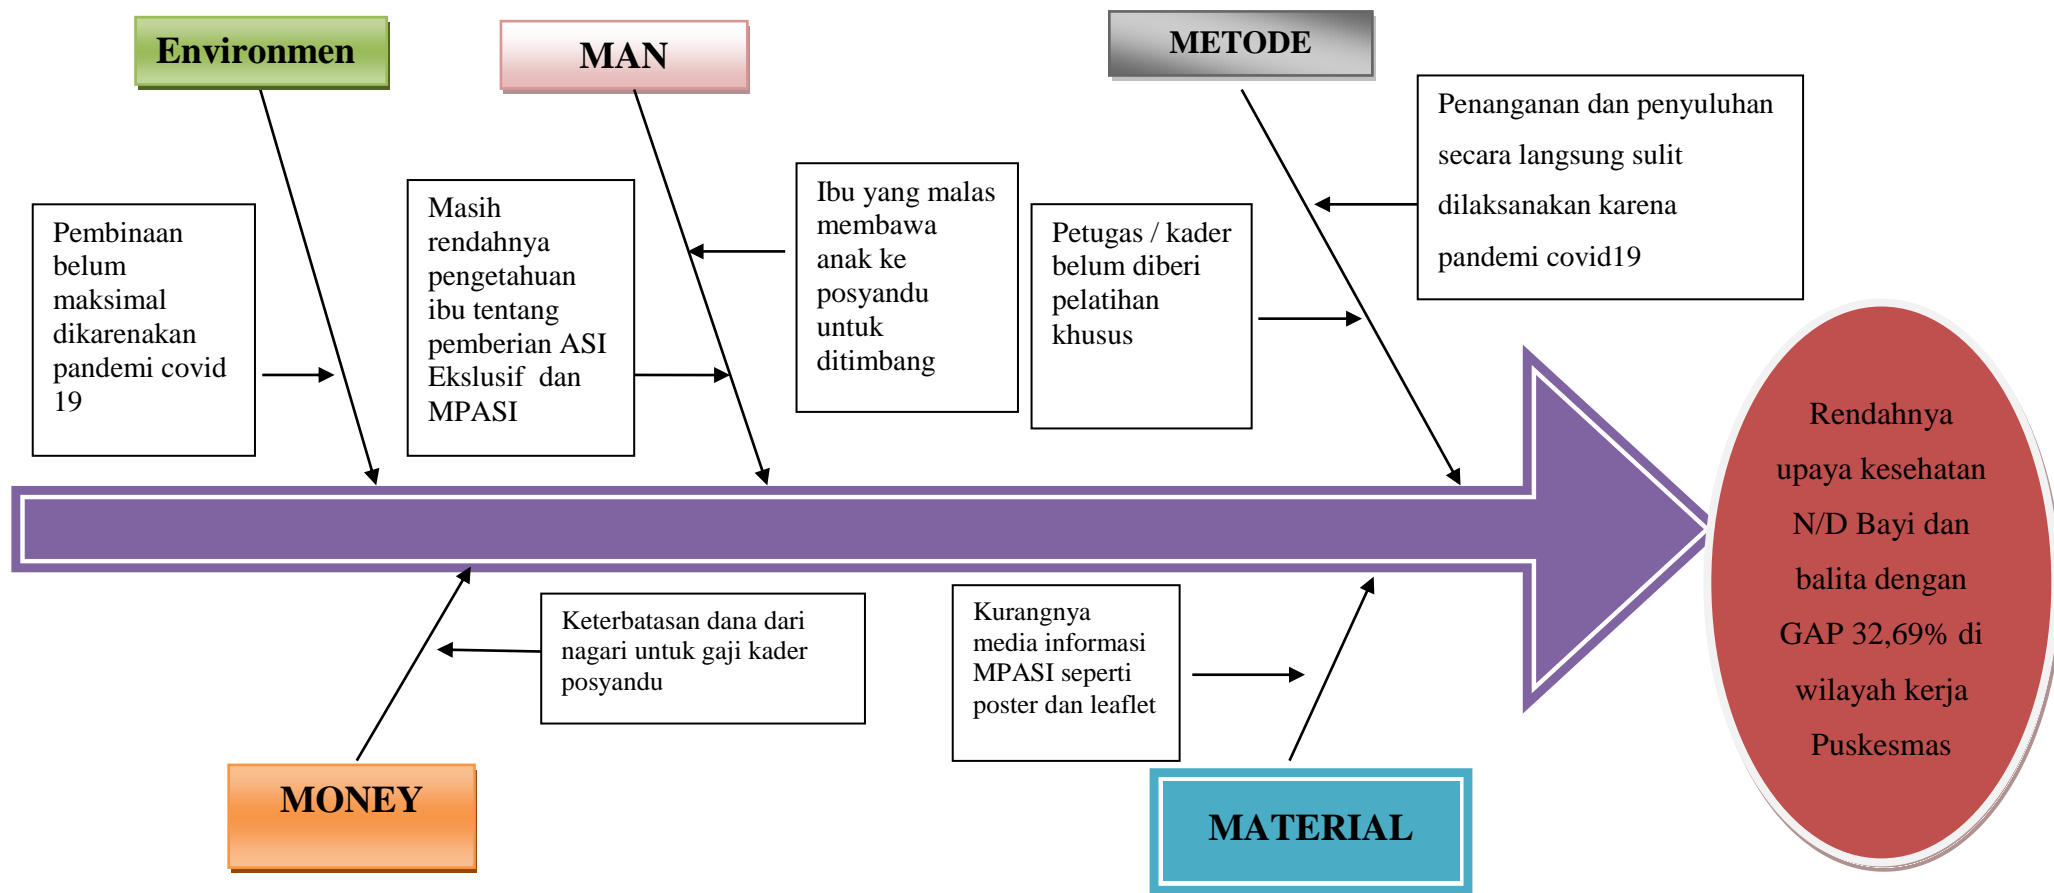 Environmen
MAN
METODE
Penanganan dan penyuluhan
secara langsung sulit
dilaksanakan karena
pandemi covid19
Pembinaan
belum
maksimal
dikarenakan
pandemi covid
19
Masih
rendahnya
pengetahuan
ibu tentang
pemberian ASI
Ekslusif dan
MPASI
Ibu yang malas
membawa
anak ke
posyandu
untuk
ditimbang
Petugas / kader
belum diberi
pelatihan
khusus
Rendahnya
upaya kesehatan
N/D Bayi dan
balita dengan
GAP 32,69% di
wilayah kerja
Puskesmas
Keterbatasan dana dari
nagari untuk gaji kader
posyandu
Kurangnya
media informasi
MPASI seperti
poster dan leaflet
MONEY
MATERIAL